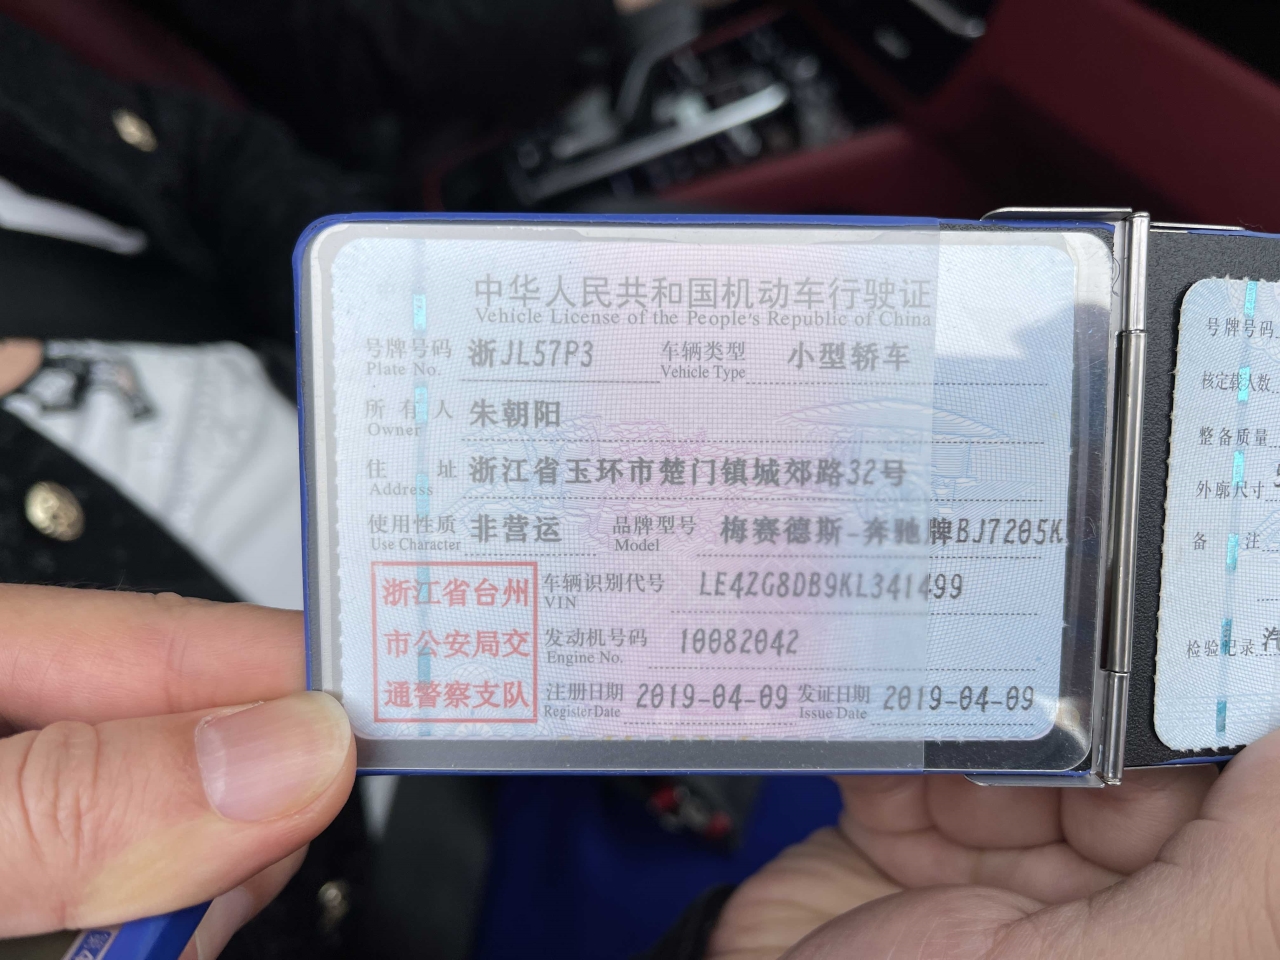 中华人民共和国机动车行驶证
Vehicle License of the People's Republic of China
号牌号码 浙JL57P3 车辆类型 小型轿车
Plate No. Vehicle Type
所有人 朱朝阳
Owner
住址 浙江省玉环市楚门镇城郊路32号
Address
使用性质 非营运 品牌型号 梅赛德斯-奔驰牌BJ7205K
Use Character Model
浙江省台州
市公安局交
通警察支队
车辆识别代号 LE4ZG8DB9KL341499
VIN
发动机号码 10082042
Engine No.
注册日期 2019-04-09 发证日期 2019-04-09
Register Date Issue Date
号牌号码
核定载人数
整备质量
外廓尺寸
备注
检验记录